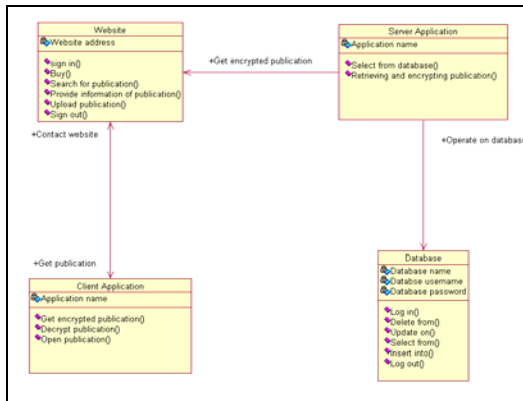 Website
Website address
sign in()
Buy()
Search for publication()
Provide information of publication()
Upload publication()
Sign out()
+Get encrypted publication
Server Application
Application name
Select from database()
Retrieving and encrypting publication()
+Contact website
+Operate on database
+Get publication
Client Application
Application name
Get encrypted publication()
Decrypt publication()
Open publication()
Database
Database name
Databse username
Database password
Log in()
Delete from()
Update on()
Select from()
Insert into()
Log out()